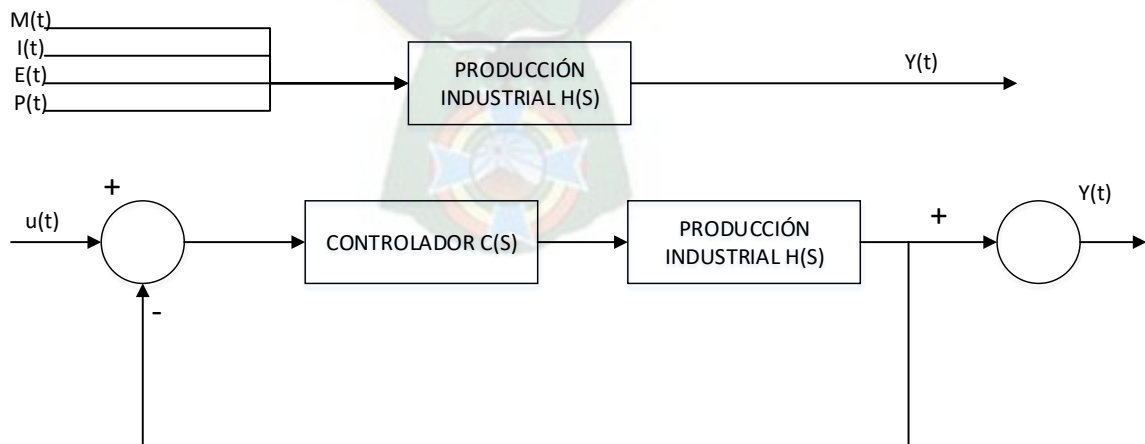 M(t)
I(t)
E(t)
P(t)
PRODUCCIÓN
INDUSTRIAL H(S)
Y(t)
+
u(t)
-
CONTROLADOR C(S)
PRODUCCIÓN
INDUSTRIAL H(S)
+
Y(t)